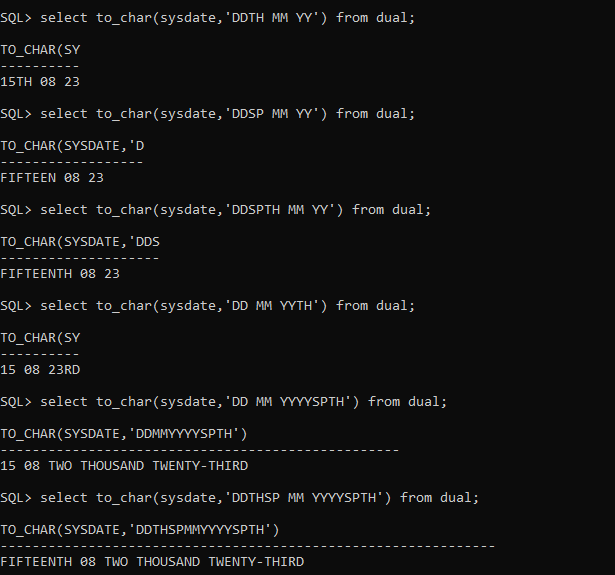 SQL> select to_char(sysdate,'DDTH MM YY') from dual;
TO_CHAR(SY
----------
15TH 08 23
SQL> select to_char(sysdate,'DDSP MM YY') from dual;
TO_CHAR(SYSDATE,'D
------------------
FIFTEEN 08 23
SQL> select to_char(sysdate,'DDSPTH MM YY') from dual;
TO_CHAR(SYSDATE,'DDS
--------------------
FIFTEENTH 08 23
SQL> select to_char(sysdate,'DD MM YYTH') from dual;
TO_CHAR(SY
----------
15 08 23RD
SQL> select to_char(sysdate,'DD MM YYYYSPTH') from dual;
TO_CHAR(SYSDATE,'DDMMYYYYSPTH')
--------------------------------------------------
15 08 TWO THOUSAND TWENTY-THIRD
SQL> select to_char(sysdate,'DDTHSP MM YYYYSPTH') from dual;
TO_CHAR(SYSDATE,'DDTHSPMMYYYYSPTH')
--------------------------------------------------------------
FIFTEENTH 08 TWO THOUSAND TWENTY-THIRD